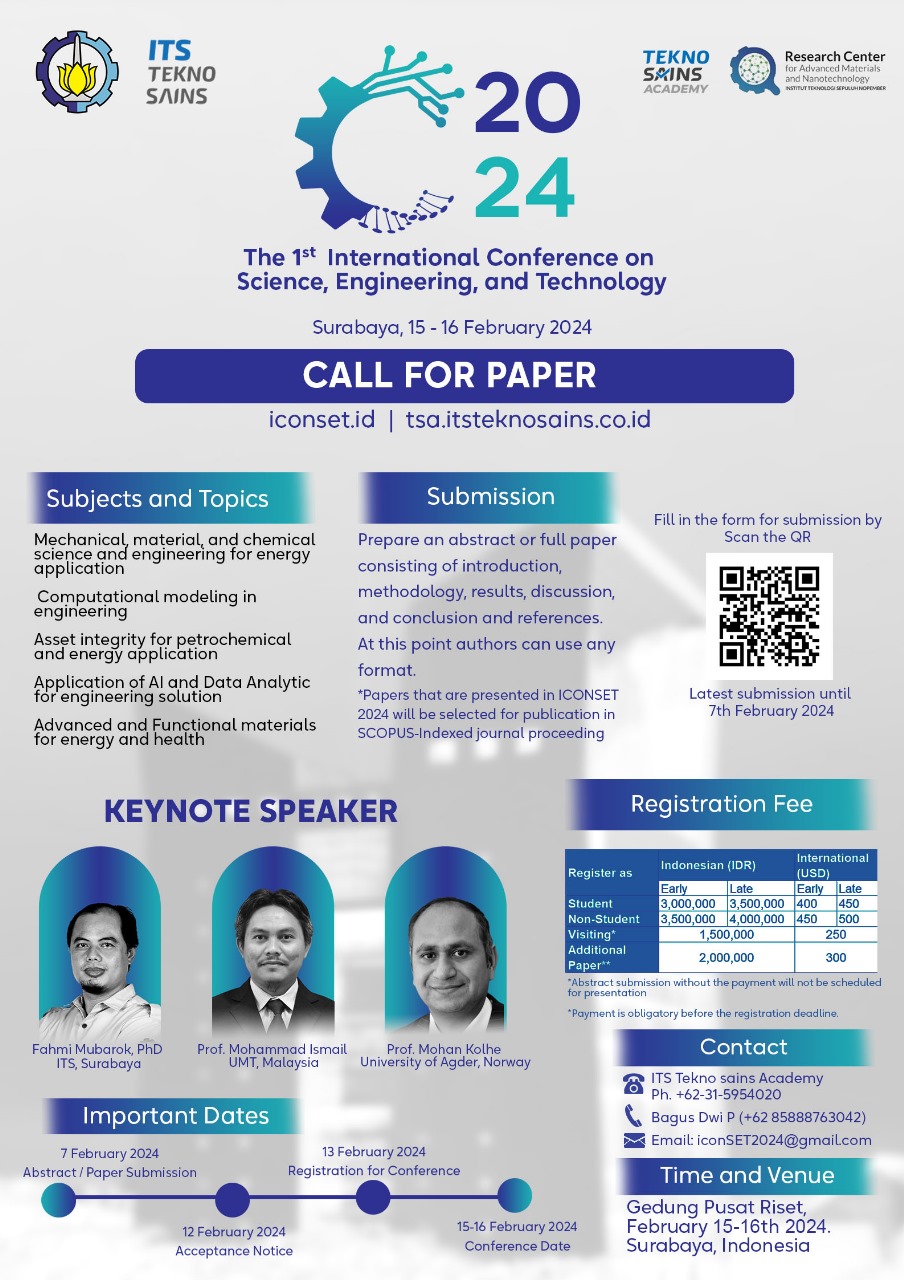 ITS
TEKNO
SAINS
TEKNO
SAINS
ACADEMY
Research Center
for Advanced Materials
and Nanotechnology
INSTITUT TEKNOLOGI SEPULUH NOPEMBER
20
24
The 1st International Conference on
Science, Engineering, and Technology
Surabaya, 15 - 16 February 2024
CALL FOR PAPER
iconset.id | tsa.itsteknosains.co.id
Subjects and Topics
Mechanical, material, and chemical
science and engineering for energy
application
Computational modeling in
engineering
Asset integrity for petrochemical
and energy application
Application of AI and Data Analytic
for engineering solution
Advanced and Functional materials
for energy and health
Submission
Prepare an abstract or full paper
consisting of introduction,
methodology, results, discussion,
and conclusion and references.
At this point authors can use any
format.
*Papers that are presented in ICONSET
2024 will be selected for publication in
SCOPUS-Indexed journal proceeding
Fill in the form for submission by
Scan the QR
Latest submission until
7th February 2024
KEYNOTE SPEAKER
Fahmi Mubarok, PhD
ITS, Surabaya
Prof. Mohammad Ismail
UMT, Malaysia
Prof. Mohan Kolhe
University of Agder, Norway
Registration Fee
Register as Indonesian (IDR) International (USD)
Early Late Early Late
Student 3,000,000 3,500,000 400 450
Non-Student 3,500,000 4,000,000 450 500
Visiting* 1,500,000 250
Additional Paper** 2,000,000 300
*Abstract submission without the payment will not be scheduled
for presentation
*Payment is obligatory before the registration deadline.
Contact
ITS Tekno sains Academy
Ph. +62-31-5954020
Bagus Dwi P (+62 85888763042)
Email: iconSET2024@gmail.com
Time and Venue
Gedung Pusat Riset,
February 15-16th 2024.
Surabaya, Indonesia
Important Dates
7 February 2024
Abstract / Paper Submission
12 February 2024
Acceptance Notice
13 February 2024
Registration for Conference
15-16 February 2024
Conference Date